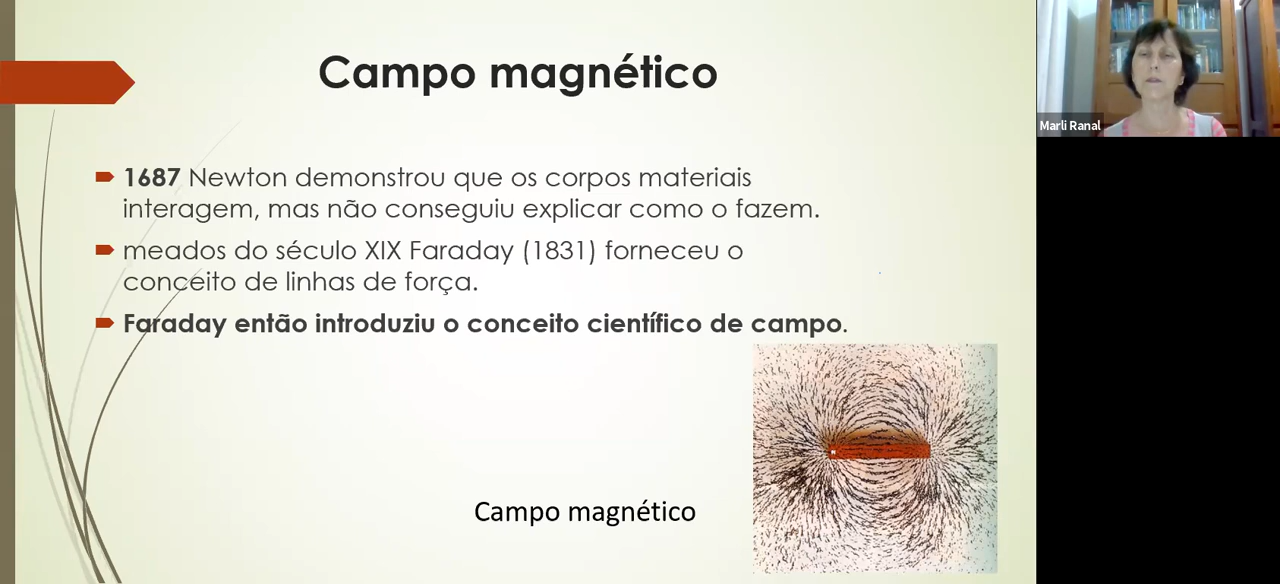 Campo magnético
1687 Newton demonstrou que os corpos materiais
interagem, mas não conseguiu explicar como o fazem.
meados do século XIX Faraday (1831) forneceu o
conceito de linhas de força.
Faraday então introduziu o conceito científico de campo.
Campo magnético
Marli Ranal